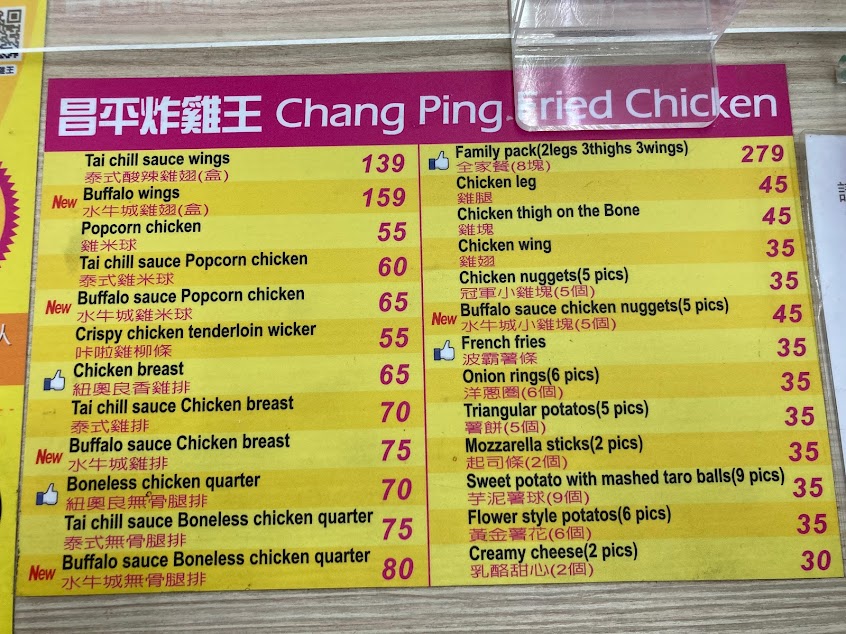 昌平炸雞王 Chang Ping Fried Chicken
Tai chill sauce wings 139
泰式酸辣雞翅(盒)
New Buffalo wings 159
水牛城雞翅(盒)
Popcorn chicken 55
雞米球
Tai chill sauce Popcorn chicken 60
泰式雞米球
New Buffalo sauce Popcorn chicken 65
水牛城雞米球
Crispy chicken tenderloin wicker 55
咔啦雞柳條
Chicken breast 65
紐奧良香雞排
Tai chill sauce Chicken breast 70
泰式雞排
New Buffalo sauce Chicken breast 75
水牛城雞排
Boneless chicken quarter 70
紐奧良無骨腿排
Tai chill sauce Boneless chicken quarter 75
泰式無骨腿排
New Buffalo sauce Boneless chicken quarter 80
水牛城無骨腿排
Family pack(2legs 3thighs 3wings) 279
全家餐(8塊)
Chicken leg 45
雞腿
Chicken thigh on the Bone 45
雞塊
Chicken wing 35
雞翅
Chicken nuggets(5 pics) 35
冠軍小雞塊(5個)
New Buffalo sauce chicken nuggets(5 pics) 45
水牛城小雞塊(5個)
French fries 35
波霸薯條
Onion rings(6 pics) 35
洋蔥圈(6個)
Triangular potatos(5 pics) 35
薯餅(5個)
Mozzarella sticks(2 pics) 35
起司條(2個)
Sweet potato with mashed taro balls(9 pics) 35
芋泥薯球(9個)
Flower style potatos(6 pics) 35
黃金薯花(6個)
Creamy cheese(2 pics) 30
乳酪甜心(2個)